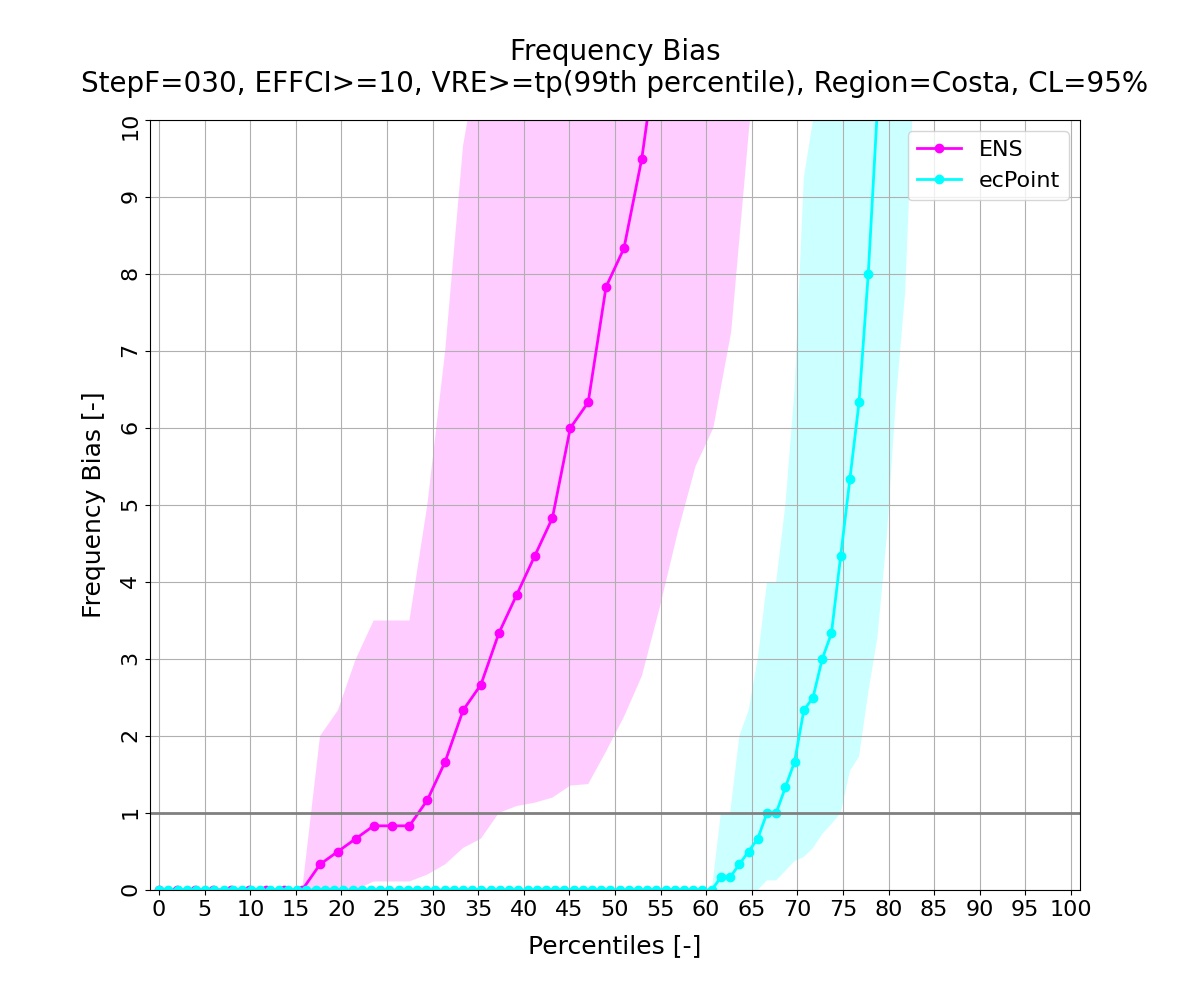 Frequency Bias
StepF=030, EFFCI>=10, VRE>=tp(99th percentile), Region=Costa, CL=95%
10
9
8
7
6
5
4
3
2
1
0
Frequency Bias [-]
ENS
ecPoint
0 5 10 15 20 25 30 35 40 45 50 55 60 65 70 75 80 85 90 95 100
Percentiles [-]